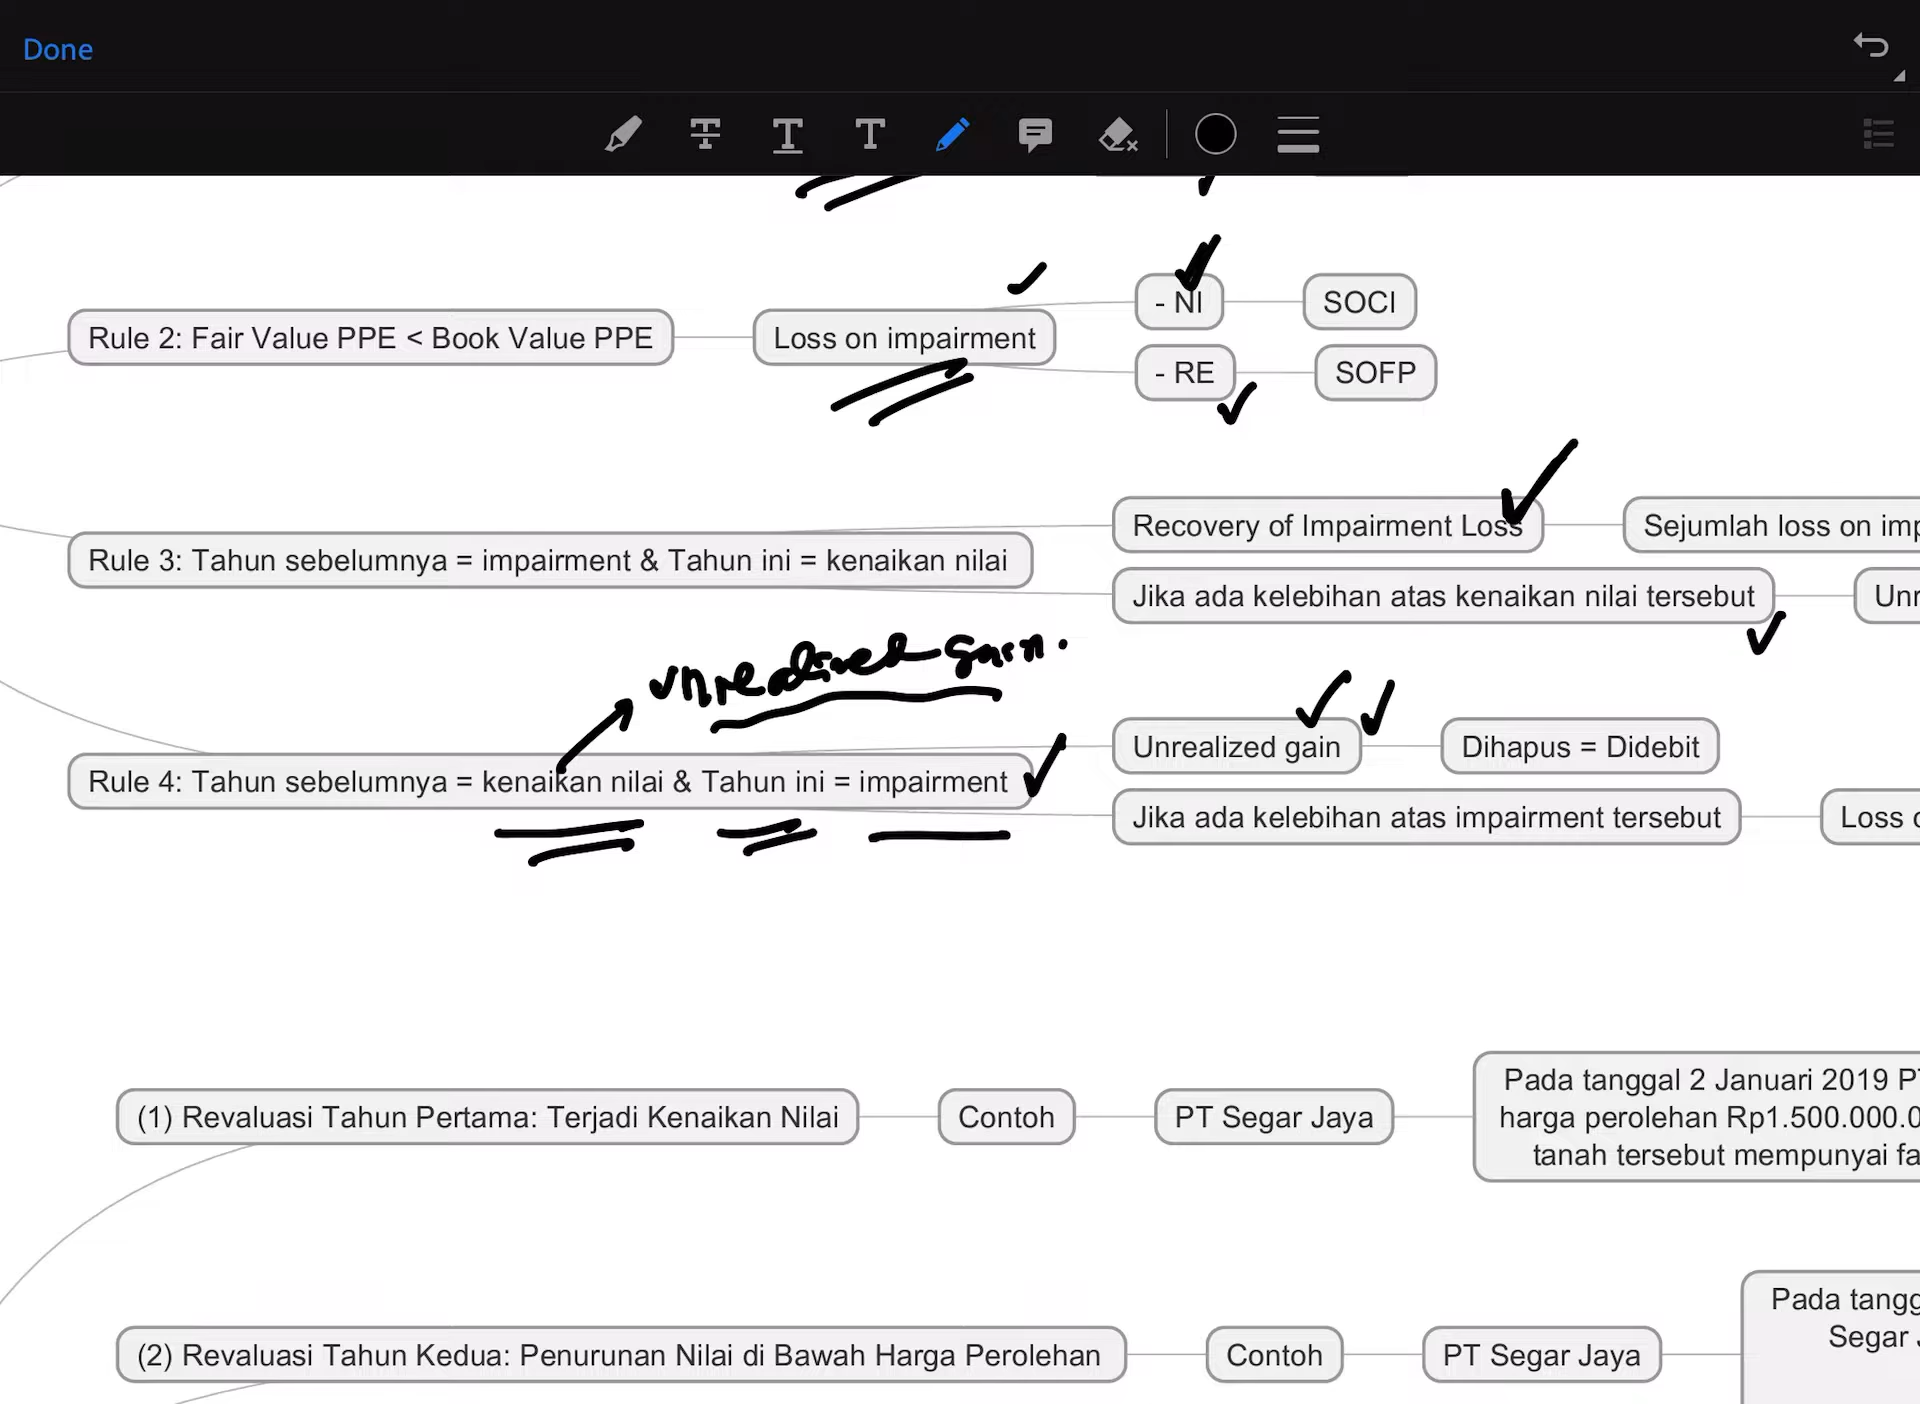 Done
- NI
SOCI
Rule 2: Fair Value PPE < Book Value PPE
Loss on impairment
- RE
SOFP
Recovery of Impairment Loss
Sejumlah loss on imp
Rule 3: Tahun sebelumnya = impairment & Tahun ini = kenaikan nilai
Jika ada kelebihan atas kenaikan nilai tersebut
Unr
unrealized gain.
Unrealized gain
Dihapus = Didebit
Rule 4: Tahun sebelumnya = kenaikan nilai & Tahun ini = impairment
Jika ada kelebihan atas impairment tersebut
Loss o
(1) Revaluasi Tahun Pertama: Terjadi Kenaikan Nilai
Contoh
PT Segar Jaya
Pada tanggal 2 Januari 2019 PT
harga perolehan Rp1.500.000.0
tanah tersebut mempunyai fa
(2) Revaluasi Tahun Kedua: Penurunan Nilai di Bawah Harga Perolehan
Contoh
PT Segar Jaya
Pada tangg
Segar J